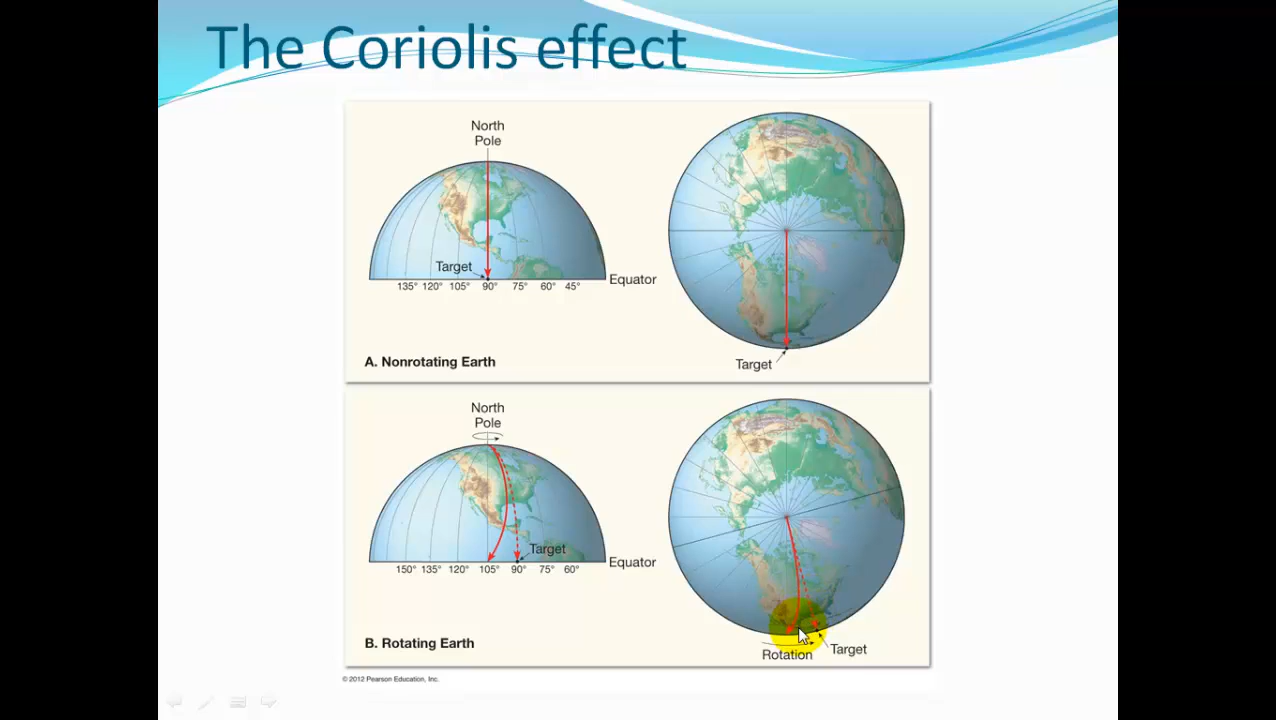 The Coriolis effect
North
Pole
Target
Equator
135° 120° 105° 90° 75° 60° 45°
A. Nonrotating Earth
Target
North
Pole
Target
Equator
150° 135° 120° 105° 90° 75° 60°
B. Rotating Earth
Rotation
Target
© 2012 Pearson Education, Inc.